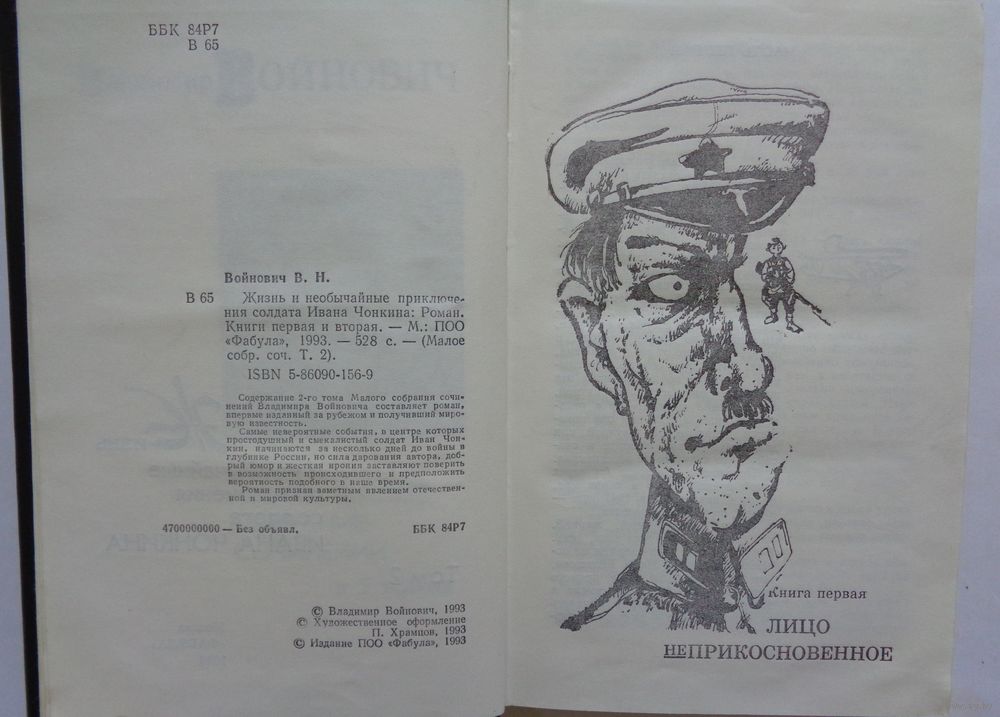 ББК 84Р7
В 65
Войнович В. Н.
В 65 Жизнь и необычайные приключе-
ния солдата Ивана Чонкина: Роман.
Книги первая и вторая. — М.: ПОО
«Фабула», 1993. — 528 с. — (Малое
собр. соч. Т. 2).
ISBN 5-86090-156-9
Содержание 2-го тома Малого собрания сочи-
нений Владимира Войновича составляет роман,
впервые изданный за рубежом и получивший миро-
вую известность.
Самые невероятные события, в центре которых
простодушный и смекалистый солдат Иван Чон-
кин, начинаются за несколько дней до войны в
глубинке России, но сила дарования автора, доб-
рый юмор и жесткая ирония заставляют поверить
в возможность происходившего и предположить
вероятность подобного в наше время.
Роман признан заметным явлением отечествен-
ной и мировой культуры.
4700000000 — Без объявл. ББК 84Р7
© Владимир Войнович, 1993
© Художественное оформление
П. Храмцов, 1993
© Издание ПОО «Фабула», 1993
Книга первая
ЛИЦО
НЕПРИКОСНОВЕННОЕ